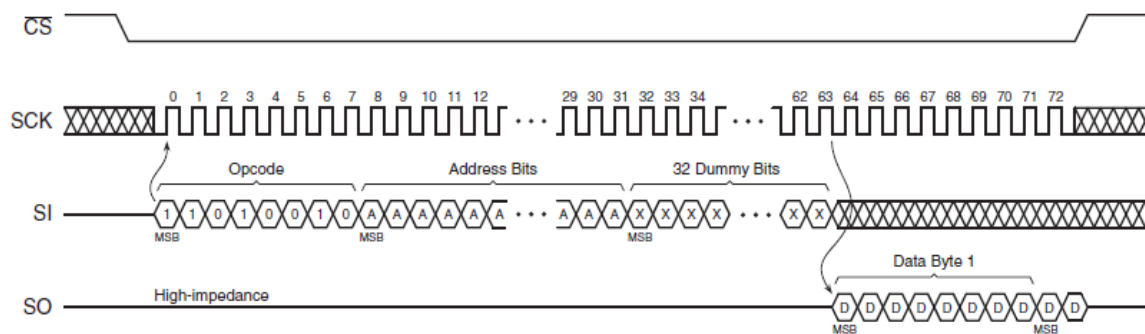 CS
0 1 2 3 4 5 6 7 8 9 10 11 12 29 30 31 32 33 34 62 63 64 65 66 67 68 69 70 71 72
SCK
Opcode Address Bits 32 Dummy Bits
SI 1 1 0 1 0 0 1 0 A A A A A A A A A X X X X X X
MSB MSB MSB
Data Byte 1
High-impedance
SO D D D D D D D D D D
MSB MSB